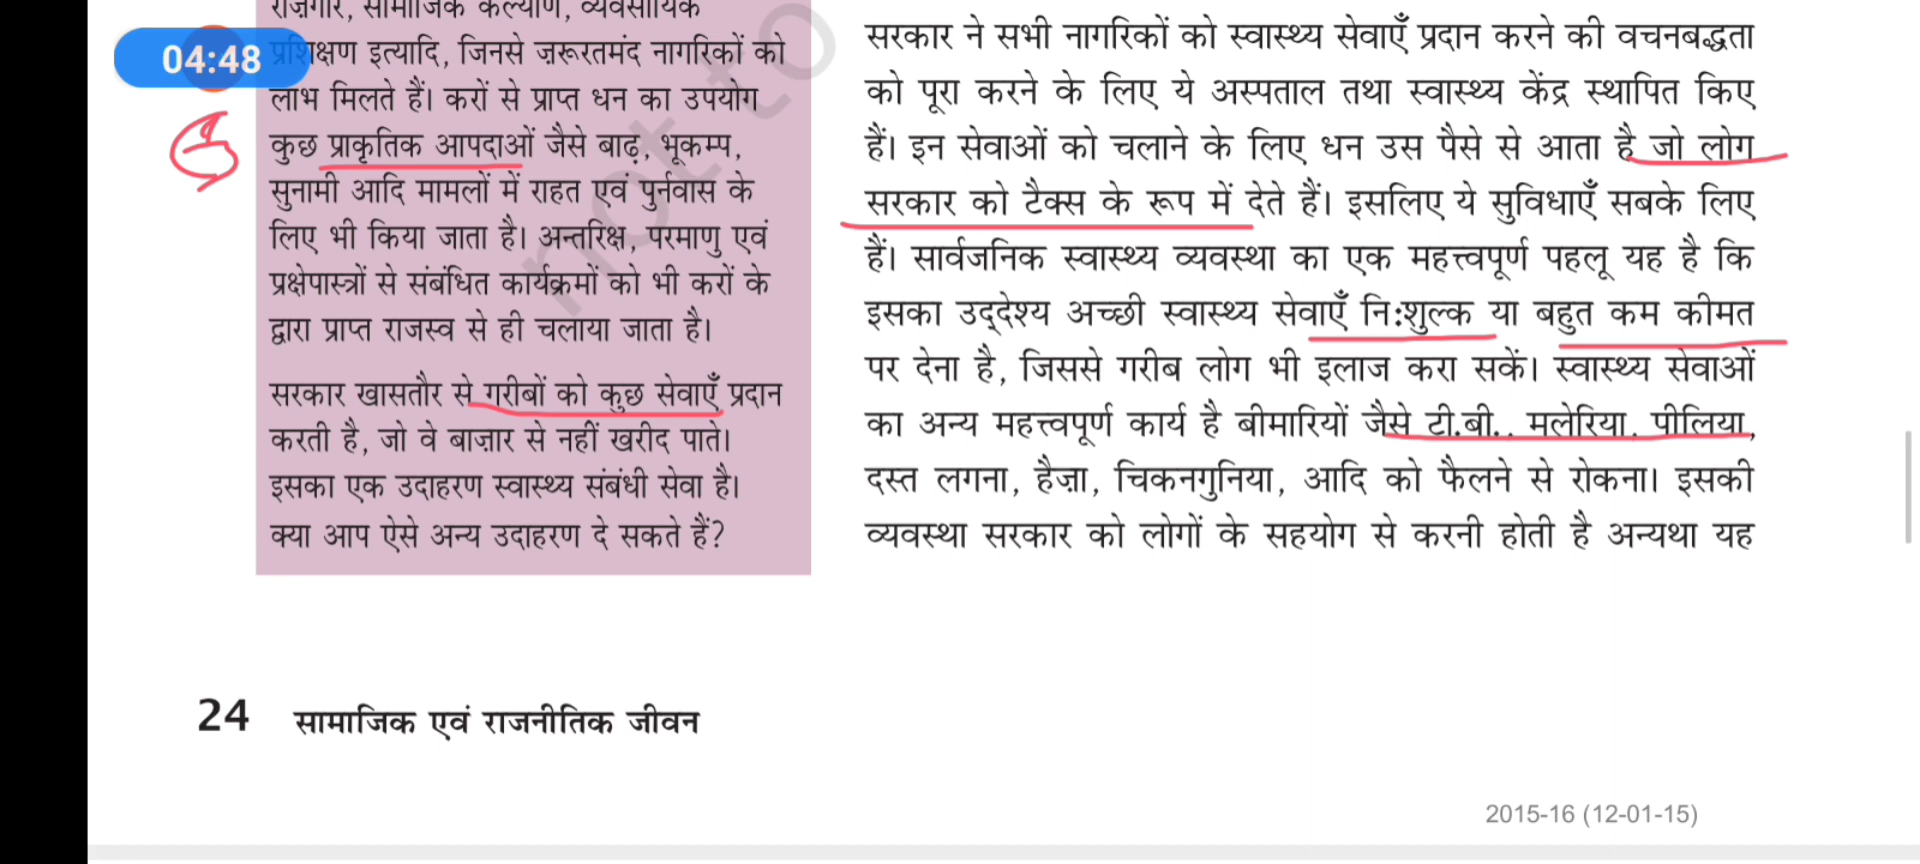 04:48
रोज़गार, सामाजिक कल्याण, व्यवसायिक
प्रशिक्षण इत्यादि, जिनसे ज़रूरतमंद नागरिकों को
लाभ मिलते हैं। करों से प्राप्त धन का उपयोग
कुछ प्राकृतिक आपदाओं जैसे बाढ़, भूकम्प,
सुनामी आदि मामलों में राहत एवं पुर्नवास के
लिए भी किया जाता है। अन्तरिक्ष, परमाणु एवं
प्रक्षेपास्त्रों से संबंधित कार्यक्रमों को भी करों के
द्वारा प्राप्त राजस्व से ही चलाया जाता है।
सरकार खासतौर से गरीबों को कुछ सेवाएँ प्रदान
करती है, जो वे बाज़ार से नहीं खरीद पाते।
इसका एक उदाहरण स्वास्थ्य संबंधी सेवा है।
क्या आप ऐसे अन्य उदाहरण दे सकते हैं?
सरकार ने सभी नागरिकों को स्वास्थ्य सेवाएँ प्रदान करने की वचनबद्धता
को पूरा करने के लिए ये अस्पताल तथा स्वास्थ्य केंद्र स्थापित किए
हैं। इन सेवाओं को चलाने के लिए धन उस पैसे से आता है जो लोग
सरकार को टैक्स के रूप में देते हैं। इसलिए ये सुविधाएँ सबके लिए
हैं। सार्वजनिक स्वास्थ्य व्यवस्था का एक महत्त्वपूर्ण पहलू यह है कि
इसका उद्‌देश्य अच्छी स्वास्थ्य सेवाएँ नि:शुल्क या बहुत कम कीमत
पर देना है, जिससे गरीब लोग भी इलाज करा सकें। स्वास्थ्य सेवाओं
का अन्य महत्त्वपूर्ण कार्य है बीमारियों जैसे टी.बी., मलेरिया, पीलिया,
दस्त लगना, हैज़ा, चिकनगुनिया, आदि को फैलने से रोकना। इसकी
व्यवस्था सरकार को लोगों के सहयोग से करनी होती है अन्यथा यह
not to
24 सामाजिक एवं राजनीतिक जीवन
2015-16 (12-01-15)